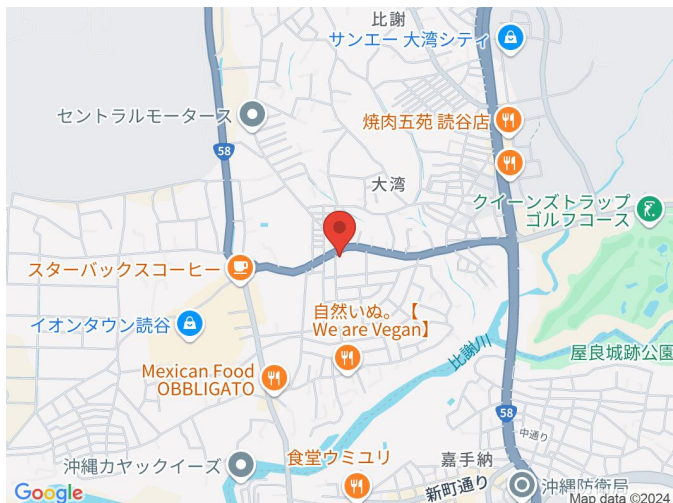 比謝
サンエー 大湾シティ
セントラルモータース
焼肉五苑 読谷店
58
大湾
クイーンズトラップ
ゴルフコース
スターバックスコーヒー
イオンタウン読谷
自然いぬ。【
We are Vegan】
比謝川
屋良城跡公園
Mexican Food
OBBLIGATO
58
中通り
嘉手納
沖縄カヤックイーズ
食堂ウミユリ
新町通り
沖縄防衛局
Google
Map data ©2024
58